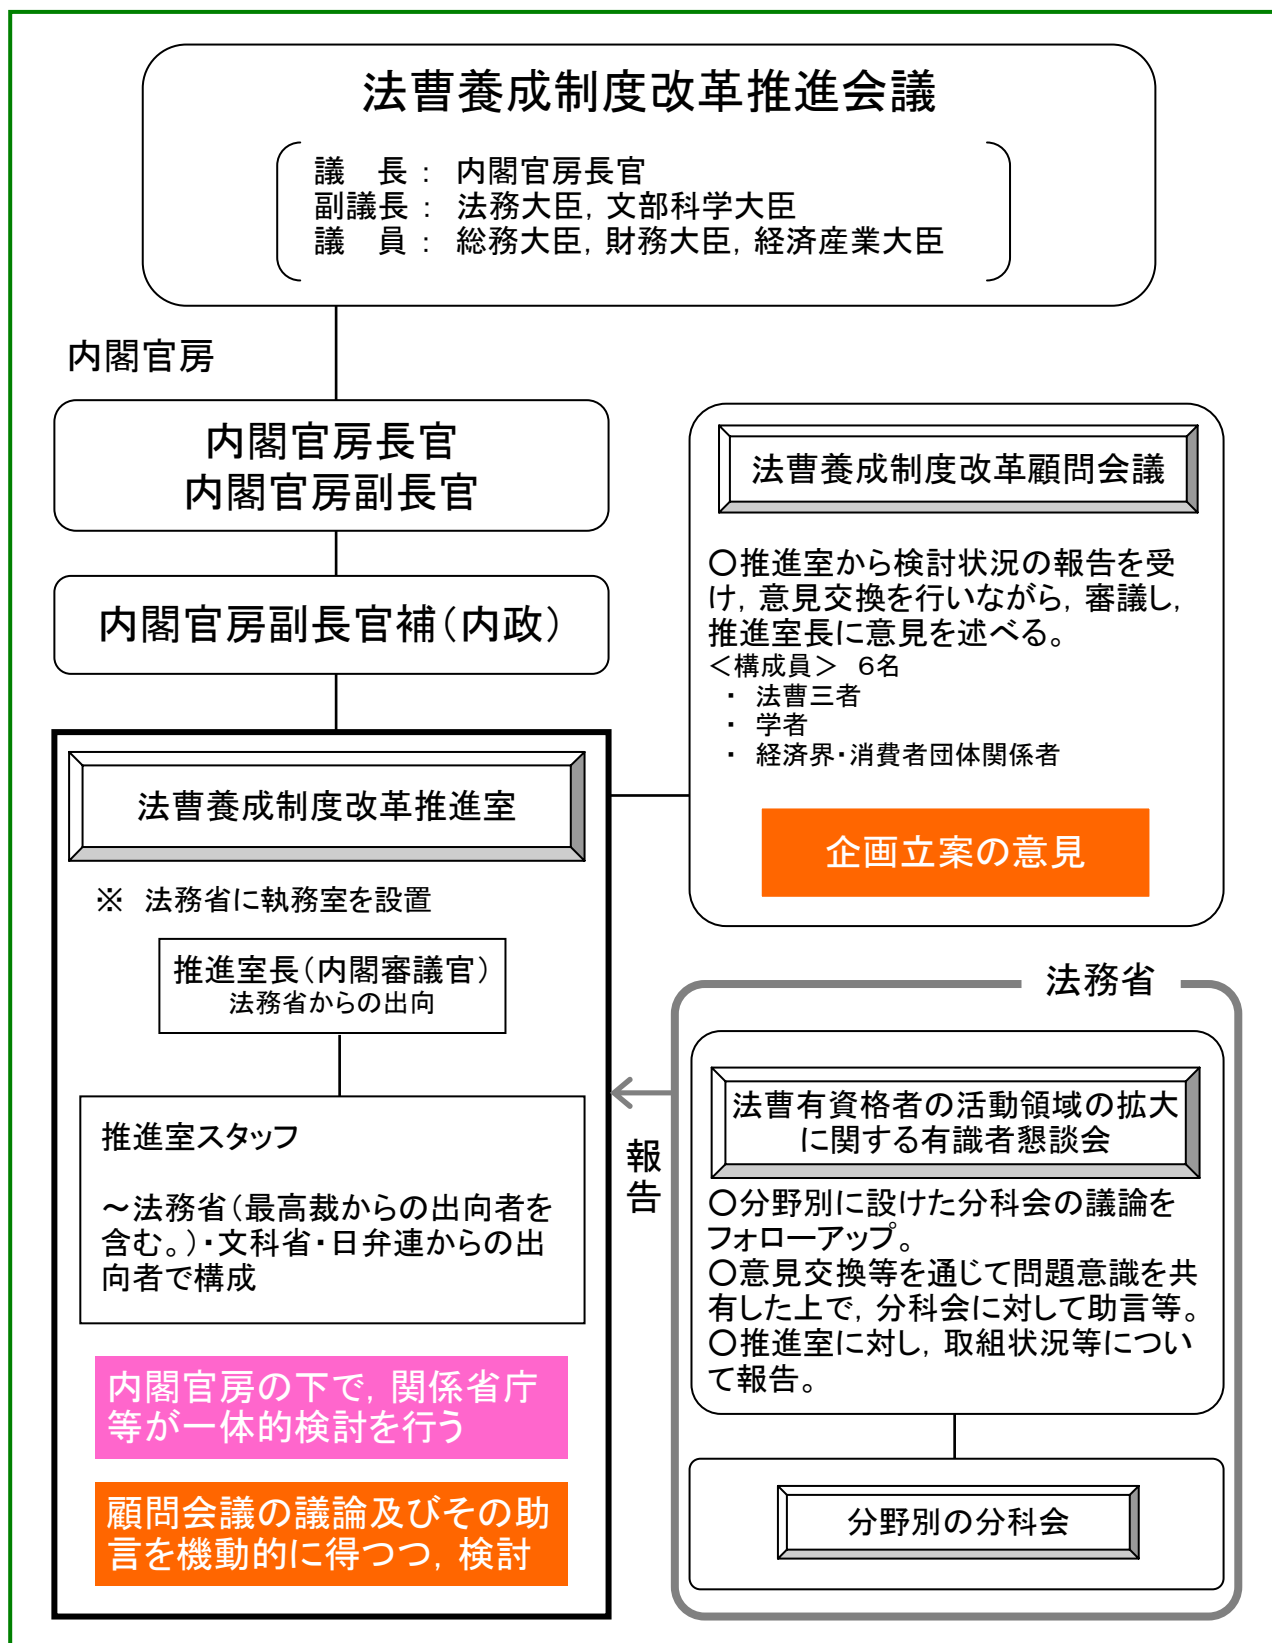 法曹養成制度改革推進会議
議　長：　内閣官房長官
副議長：　法務大臣，文部科学大臣
議　員：　総務大臣，財務大臣，経済産業大臣
内閣官房
内閣官房長官
内閣官房副長官
内閣官房副長官補（内政）
法曹養成制度改革推進室
※　法務省に執務室を設置
推進室長（内閣審議官）
法務省からの出向
推進室スタッフ
～法務省（最高裁からの出向者を
含む。）・文科省・日弁連からの出
向者で構成
内閣官房の下で，関係省庁
等が一体的検討を行う
顧問会議の議論及びその助
言を機動的に得つつ，検討
法曹養成制度改革顧問会議
○推進室から検討状況の報告を受
け，意見交換を行いながら，審議し，
推進室長に意見を述べる。
＜構成員＞　６名
・　法曹三者
・　学者
・　経済界・消費者団体関係者
企画立案の意見
報告
法務省
法曹有資格者の活動領域の拡大
に関する有識者懇談会
○分野別に設けた分科会の議論を
フォローアップ。
○意見交換等を通じて問題意識を共
有した上で，分科会に対して助言等。
○推進室に対し，取組状況等につい
て報告。
分野別の分科会